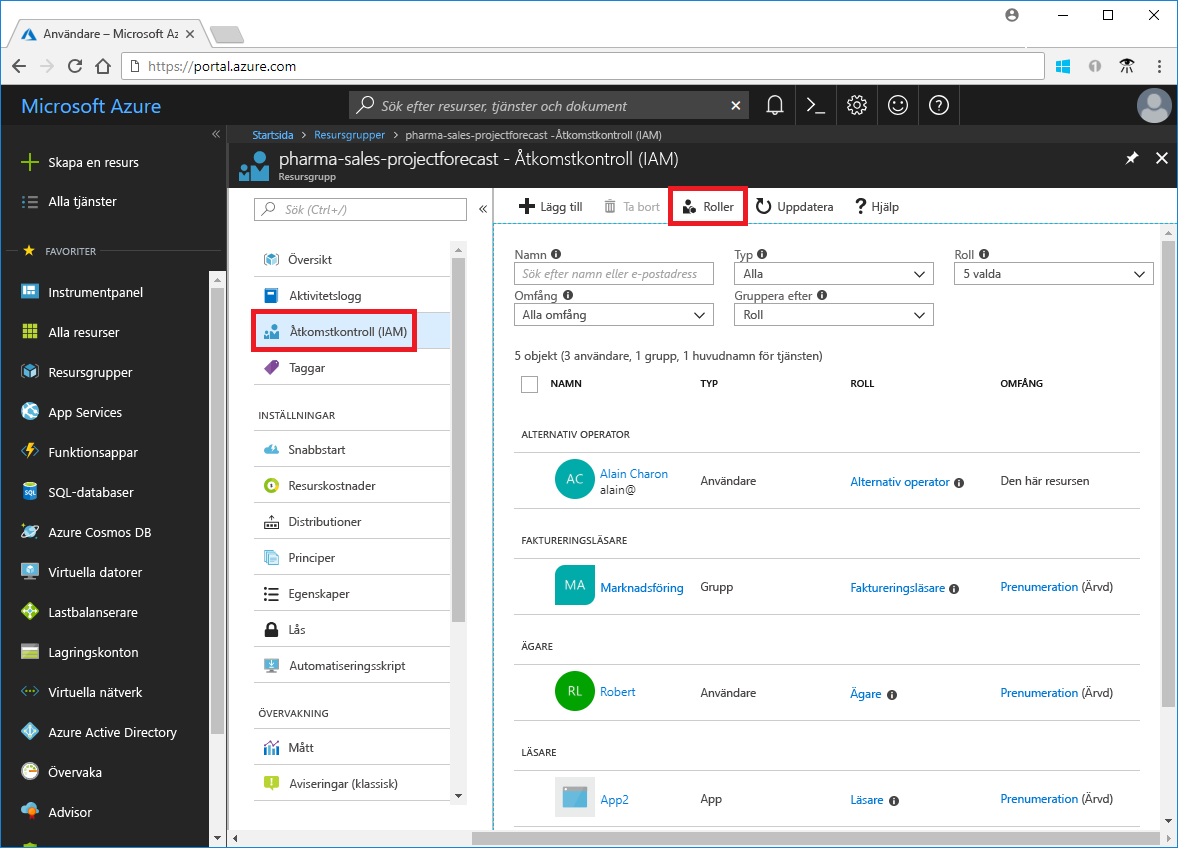 Användare – Microsoft Az
https://portal.azure.com
Microsoft Azure
Sök efter resurser, tjänster och dokument
Startsida > Resursgrupper > pharma-sales-projectforecast -Åtkomstkontroll (IAM)
pharma-sales-projectforecast - Åtkomstkontroll (IAM)
Resursgrupp
Skapa en resurs
Alla tjänster
FAVORITER
Instrumentpanel
Alla resurser
Resursgrupper
App Services
Funktionsappar
SQL-databaser
Azure Cosmos DB
Virtuella datorer
Lastbalanserare
Lagringskonton
Virtuella nätverk
Azure Active Directory
Övervaka
Advisor
Sök (Ctrl+/)
Översikt
Aktivitetslogg
Åtkomstkontroll (IAM)
Taggar
INSTÄLLNINGAR
Snabbstart
Resurskostnader
Distributioner
Principer
Egenskaper
Lås
Automatiseringsskript
ÖVERVAKNING
Mått
Aviseringar (klassisk)
Lägg till Ta bort Roller Uppdatera ? Hjälp
Namn Typ Roll
Sök efter namn eller e-postadress Alla 5 valda
Omfång Gruppera efter
Alla omfång Roll
5 objekt (3 användare, 1 grupp, 1 huvudnamn för tjänsten)
NAMN TYP ROLL OMFÅNG
ALTERNATIV OPERATOR
AC Alain Charon Användare Alternativ operator Den här resursen
alain@
FAKTURERINGSLÄSARE
MA Marknadsföring Grupp Faktureringsläsare Prenumeration (Ärvd)
ÄGARE
RL Robert Användare Ägare Prenumeration (Ärvd)
LÄSARE
App2 App Läsare Prenumeration (Ärvd)